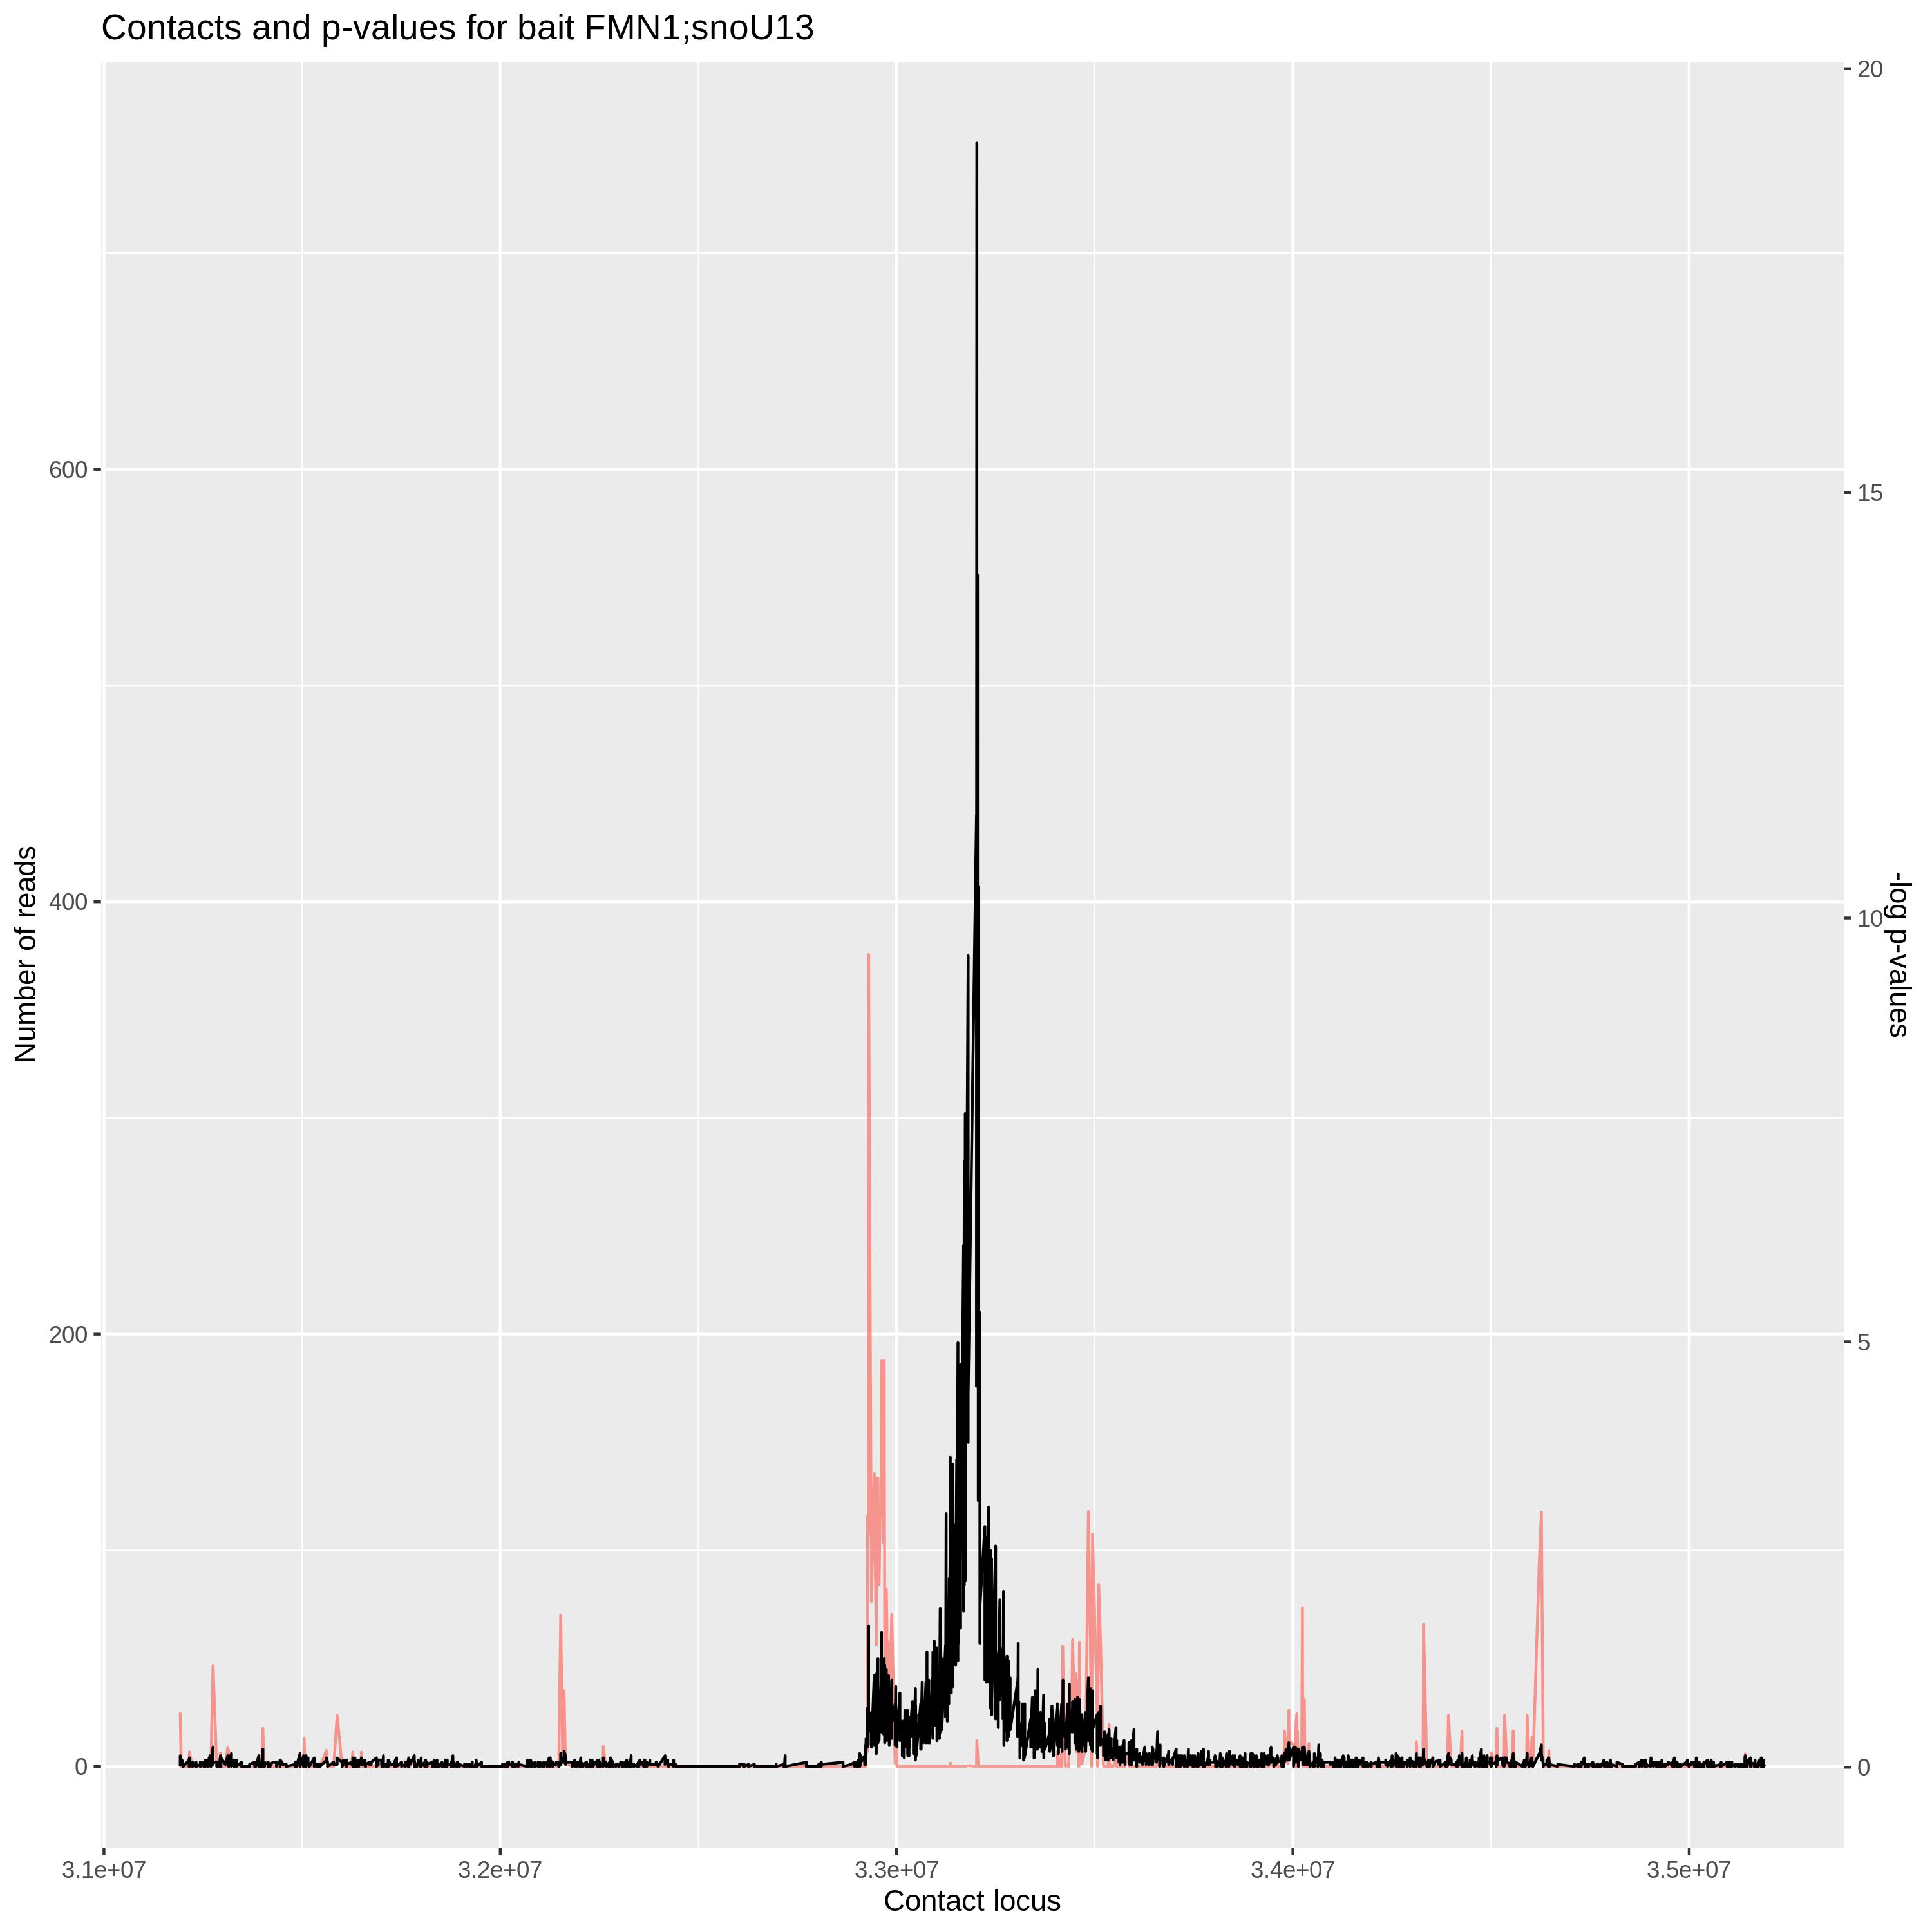 Contacts and p-values for bait FMN1;snoU13
Number of reads
600
400
200
0
20
15
10
5
0
-log p-values
3.1e+07
3.2e+07
3.3e+07
3.4e+07
3.5e+07
Contact locus